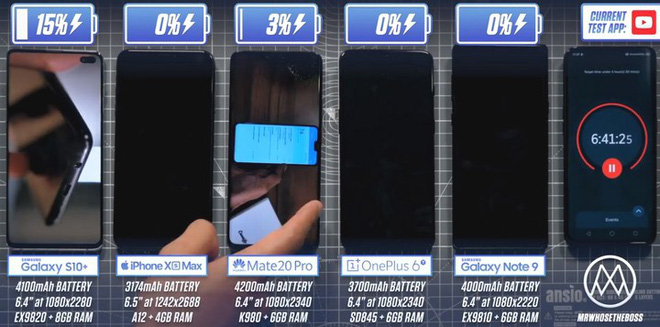 15%
0%
3%
0%
0%
CURRENT
TEST APP:
6:41:25
Events
SAMSUNG
Galaxy S10+
iPhone XS Max
HUAWEI
Mate20 Pro
OnePlus 6T
SAMSUNG
Galaxy Note 9
4100mAh BATTERY
6.4" at 1080x2280
EX9820 + 8GB RAM
3174mAh BATTERY
6.5" at 1242x2688
A12 + 4GB RAM
4200mAh BATTERY
6.4" at 1080x2340
K980 + 6GB RAM
3700mAh BATTERY
6.4" at 1080x2340
SD845 + 6GB RAM
4000mAh BATTERY
6.4" at 1080x2220
EX9810 + 6GB RAM
ansio
MRWHOSETHEBOSS